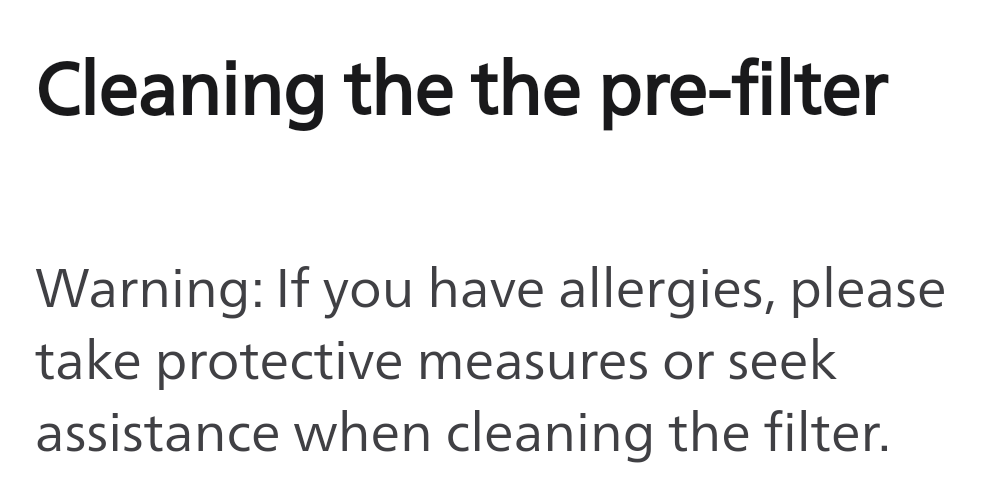 Cleaning the the pre-filter
Warning: If you have allergies, please
take protective measures or seek
assistance when cleaning the filter.